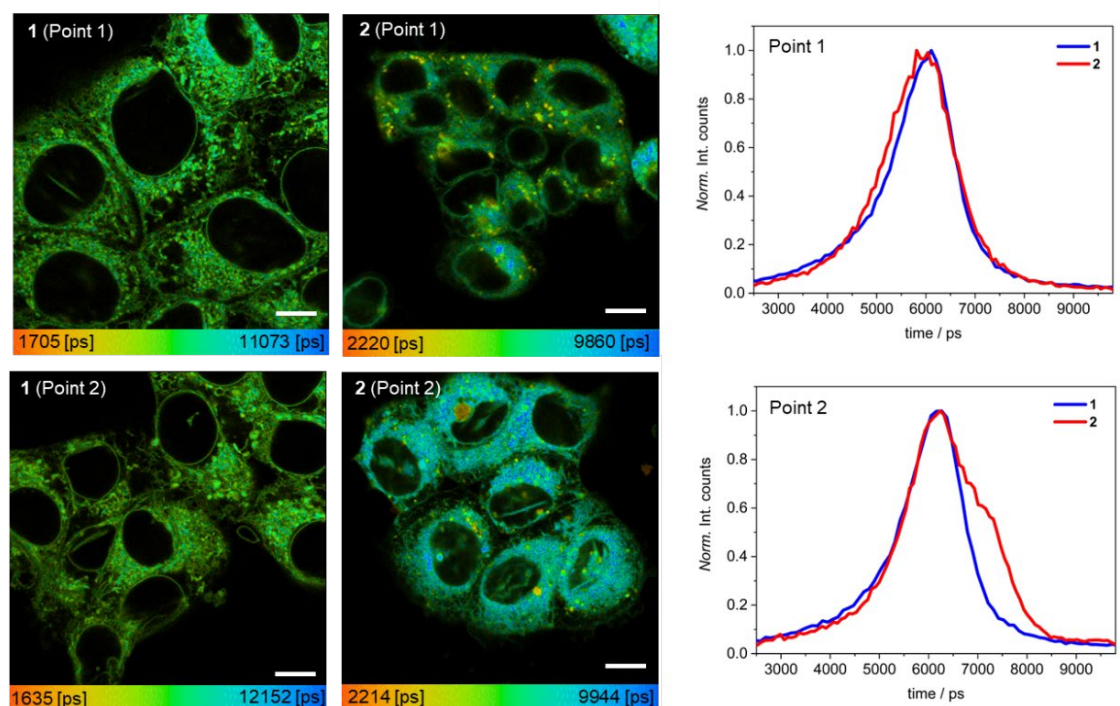 1 (Point 1)
1705 [ps] 11073 [ps]
2 (Point 1)
2220 [ps] 9860 [ps]
Point 1
1
2
Norm. Int. counts
1.0
0.8
0.6
0.4
0.2
0.0
3000 4000 5000 6000 7000 8000 9000
time / ps
1 (Point 2)
1635 [ps] 12152 [ps]
2 (Point 2)
2214 [ps] 9944 [ps]
Point 2
1
2
Norm. Int. counts
1.0
0.8
0.6
0.4
0.2
0.0
3000 4000 5000 6000 7000 8000 9000
time / ps